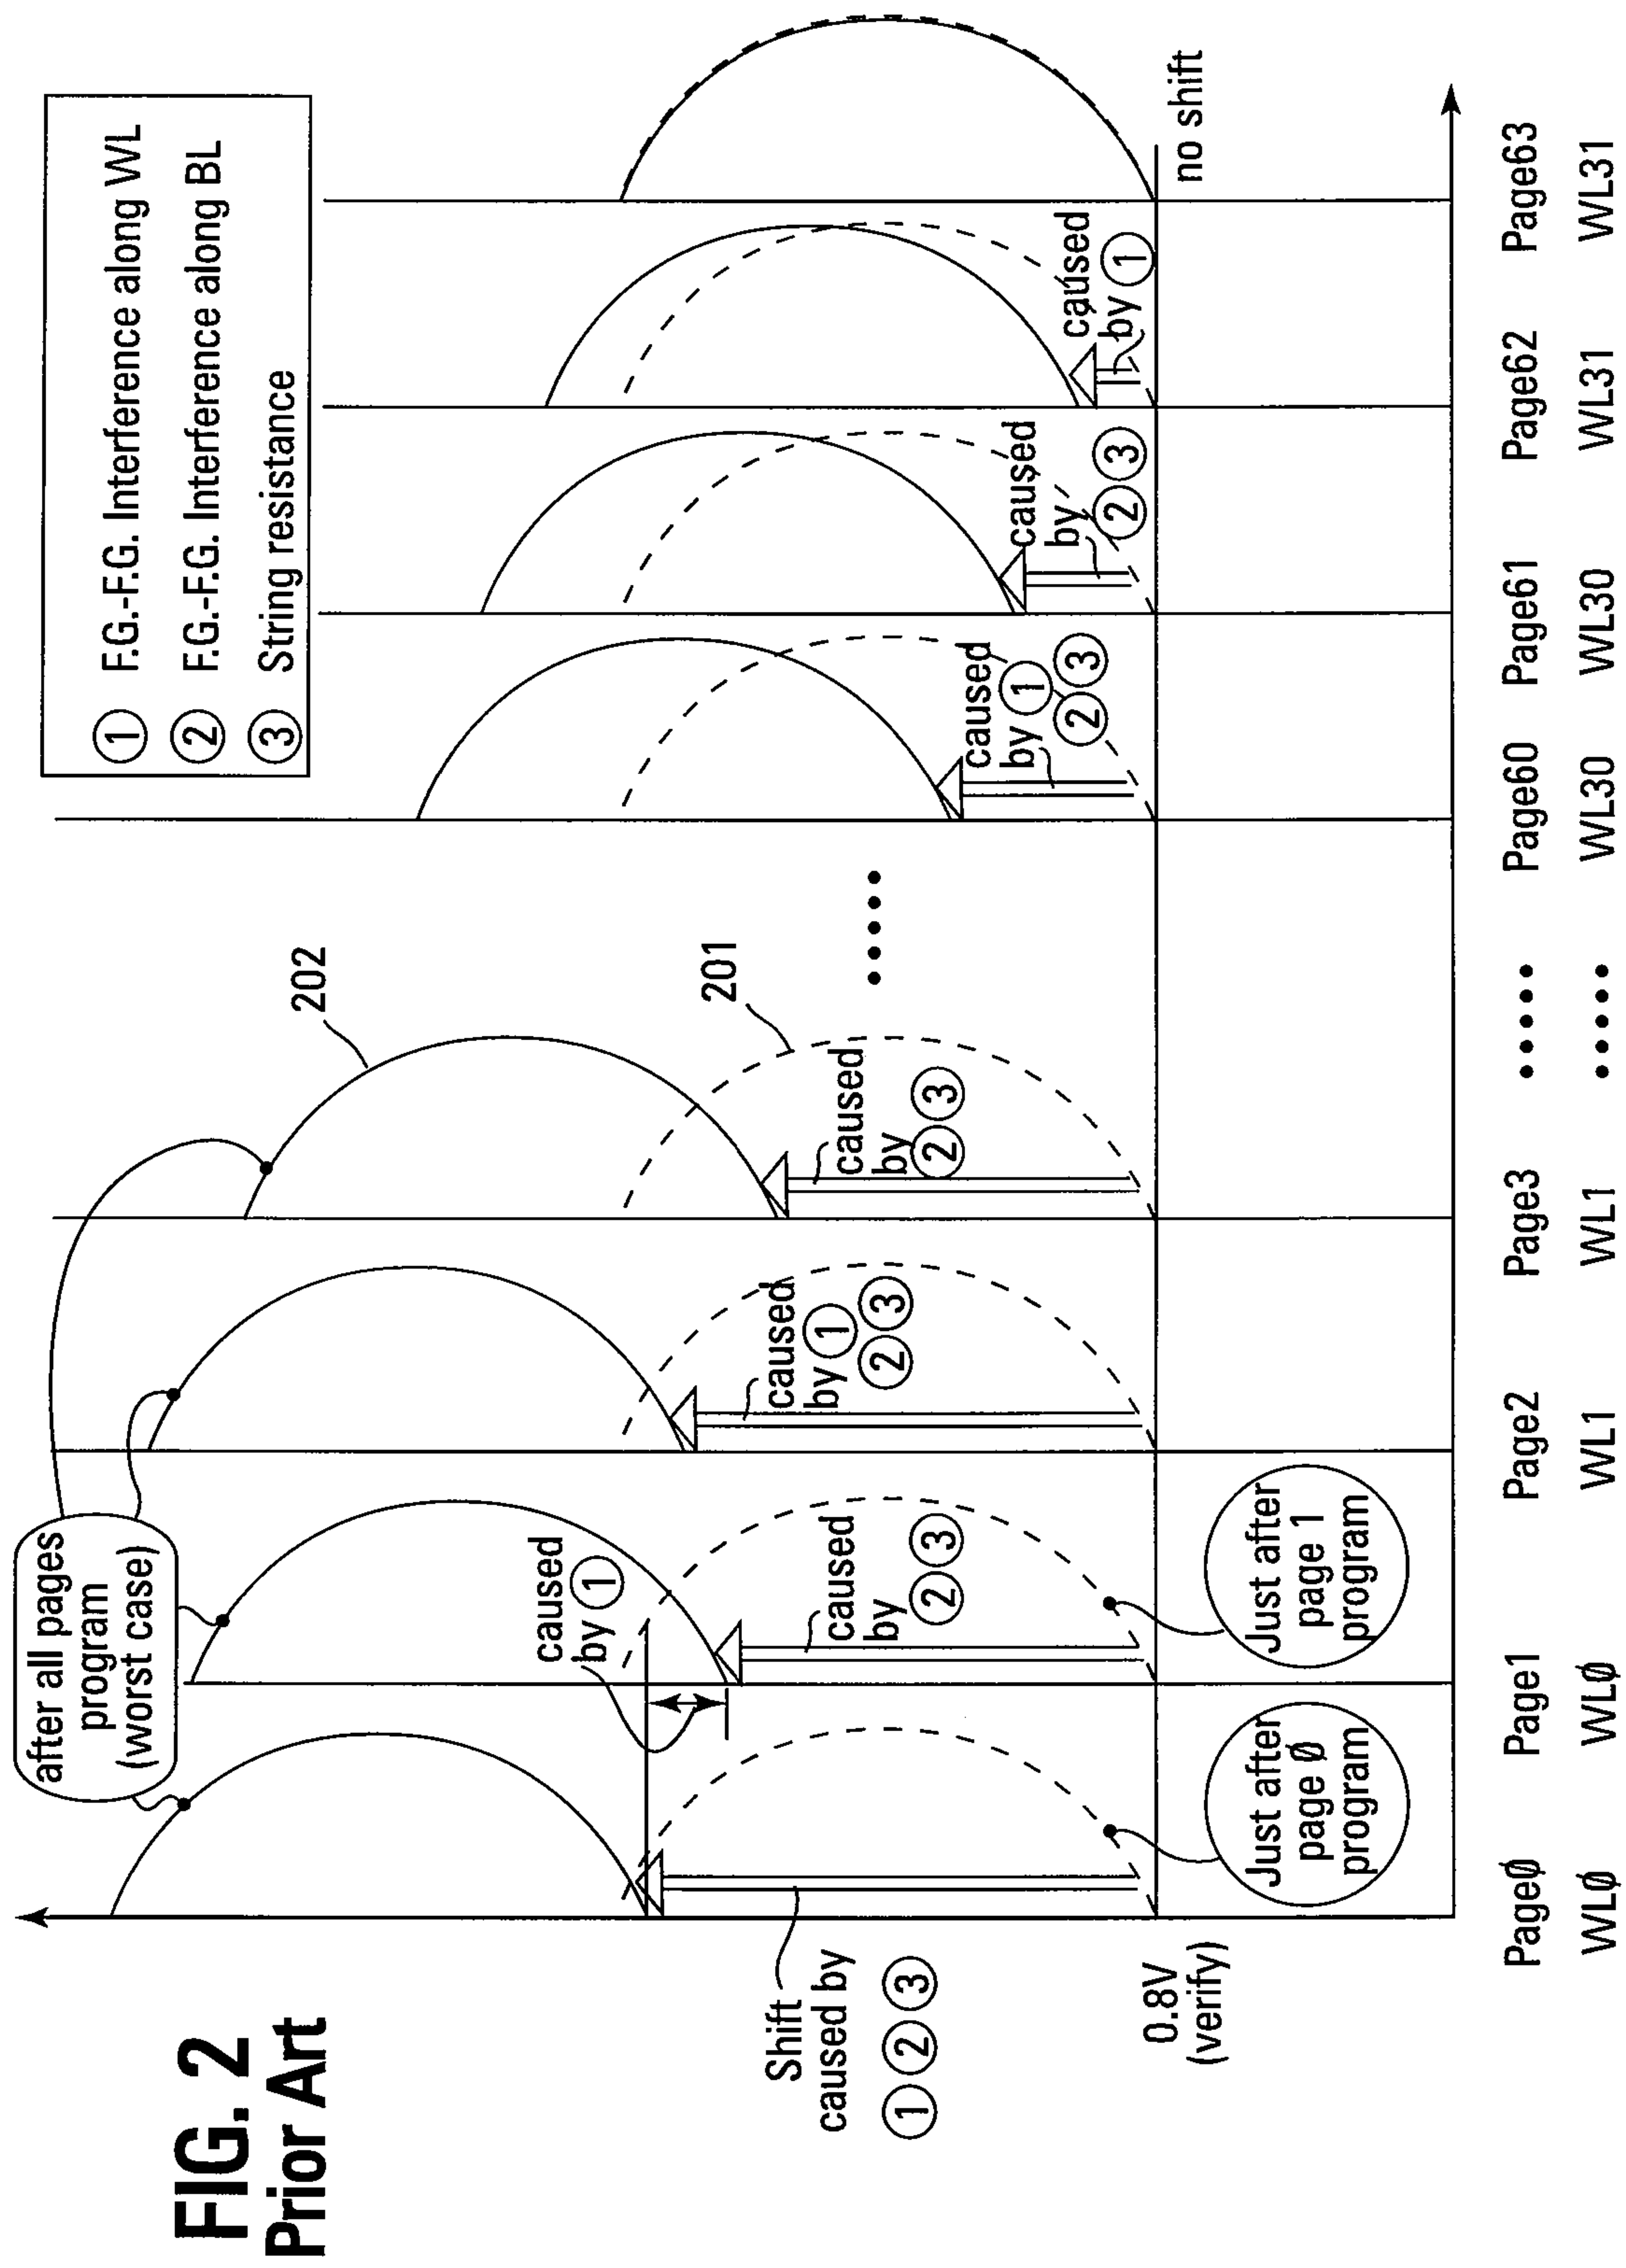 FIG. 2
Prior Art
① F.G.-F.G. Interference along WL
② F.G.-F.G. Interference along BL
③ String resistance
after all pages
program
(worst case)
202
201
Shift
caused by
① ② ③
caused
by ①
caused
by
② ③
caused
by ①
② ③
caused
by
② ③
•••••
caused
by ①
② ③
caused
by
② ③
caused
by ①
no shift
0.8V
(verify)
Just after
page Ø
program
Just after
page 1
program
PageØ Page1 Page2 Page3 ••••• Page60 Page61 Page62 Page63
WLØ WLØ WL1 WL1 ••••• WL30 WL30 WL31 WL31